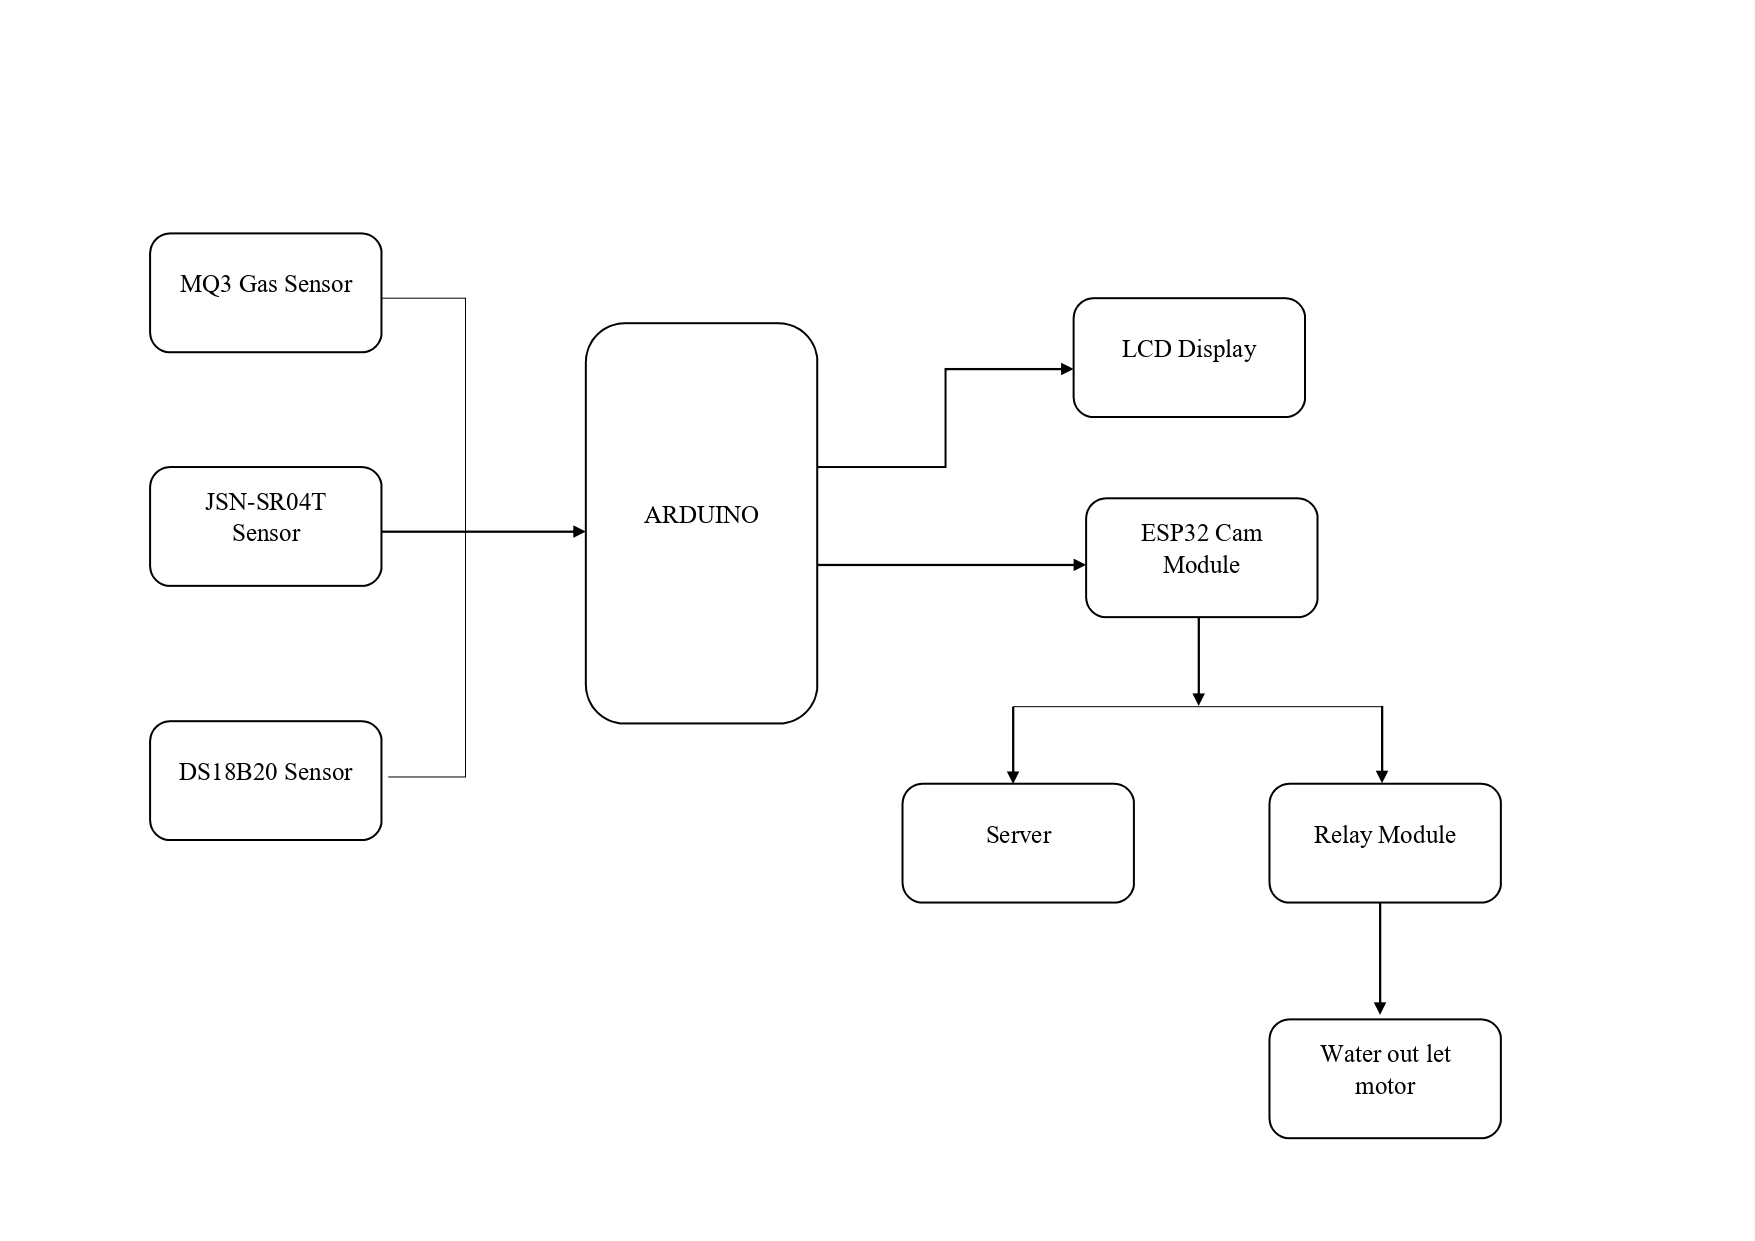 MQ3 Gas Sensor
JSN-SR04T
Sensor
DS18B20 Sensor
ARDUINO
LCD Display
ESP32 Cam
Module
Server
Relay Module
Water out let
motor